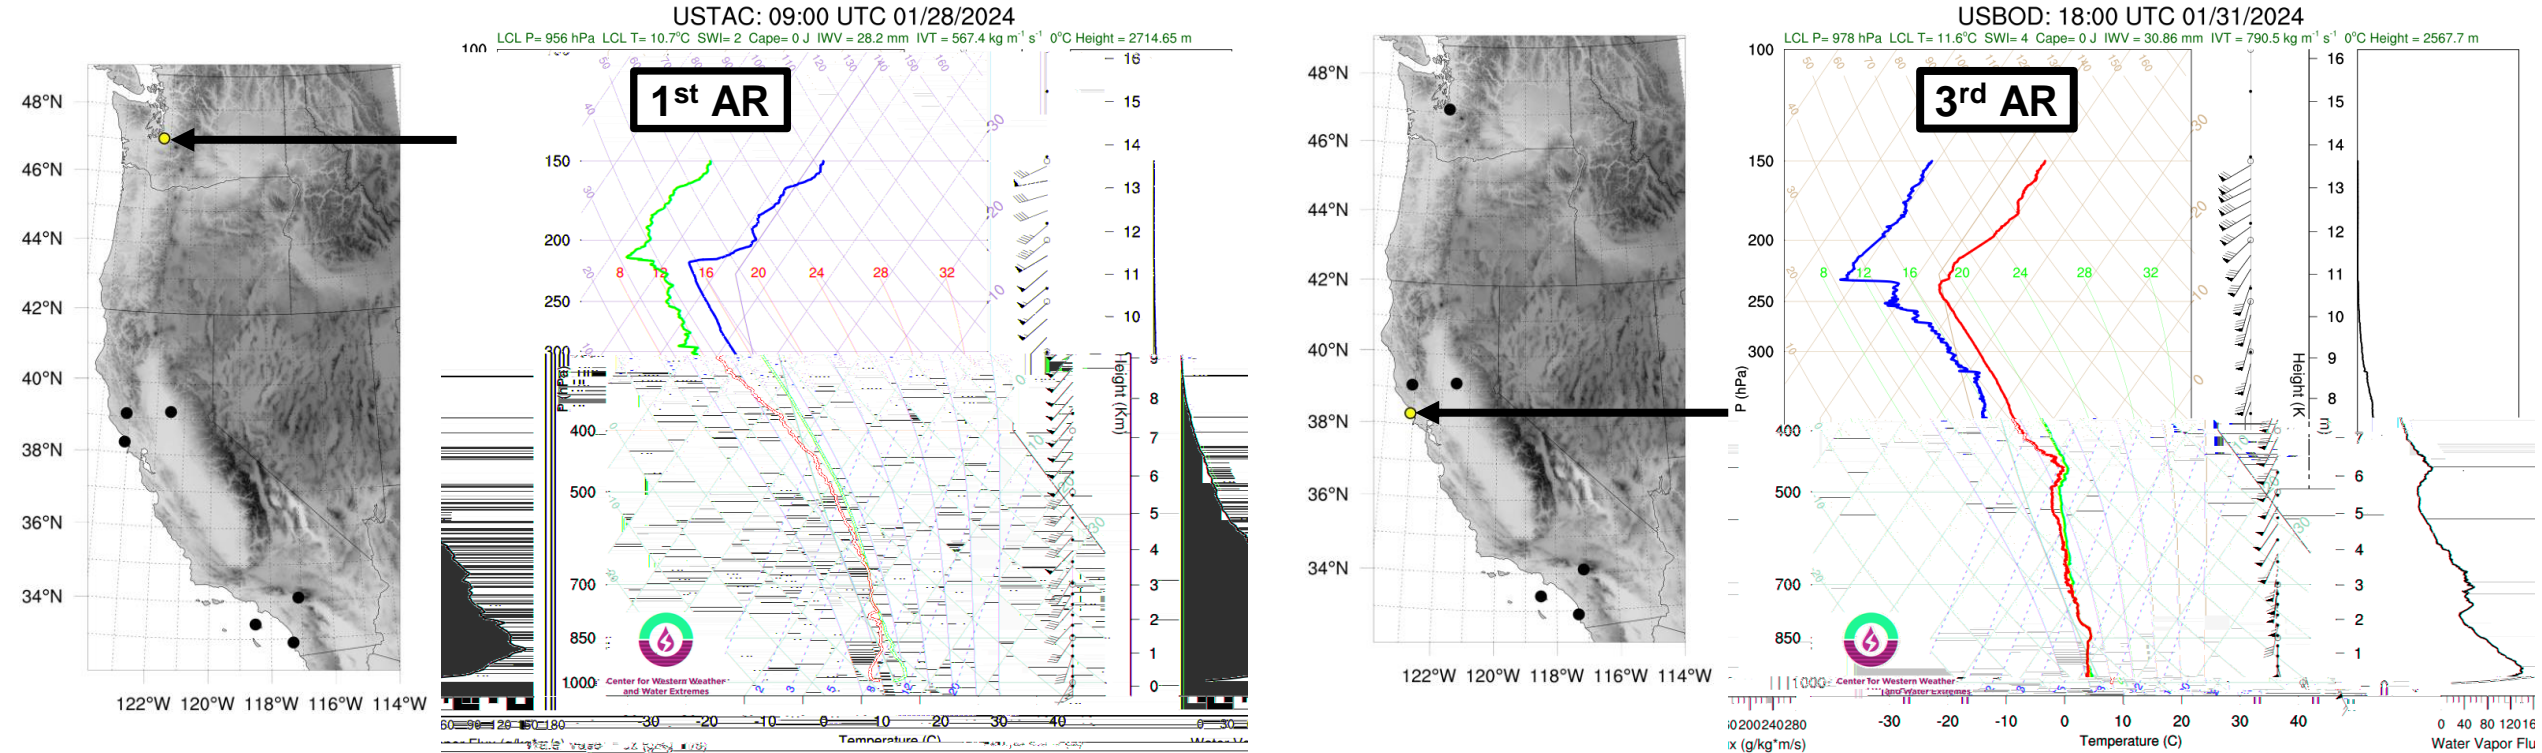 USTAC: 09:00 UTC 01/28/2024
LCL P= 956 hPa LCL T= 10.7°C SWI= 2 Cape= 0 J IWV = 28.2 mm IVT = 567.4 kg m⁻¹ s⁻¹ 0°C Height = 2714.65 m
1st AR
48°N
46°N
44°N
42°N
40°N
38°N
36°N
34°N
122°W 120°W 118°W 116°W 114°W
100
150
200
250
300
400
500
700
850
1000
8 12 16 20 24 28 32
16
15
14
13
12
11
10
9
8
7
6
5
4
3
2
1
0
Height (Km)
Center for Western Weather
and Water Extremes
-30 -20 -10 0 10 20 30 40
Temperature (C)
USBOD: 18:00 UTC 01/31/2024
LCL P= 978 hPa LCL T= 11.6°C SWI= 4 Cape= 0 J IWV = 30.86 mm IVT = 790.5 kg m⁻¹ s⁻¹ 0°C Height = 2567.7 m
3rd AR
48°N
46°N
44°N
42°N
40°N
38°N
36°N
34°N
122°W 120°W 118°W 116°W 114°W
100
150
200
250
300
400
500
700
850
1000
P (hPa)
8 12 16 20 24 28 32
16
15
14
13
12
11
10
9
8
7
6
5
4
3
2
1
0
Center for Western Weather
and Water Extremes
-30 -20 -10 0 10 20 30 40
Temperature (C)
x (g/kg*m/s)
0 40 80 120
Water Vapor Flu